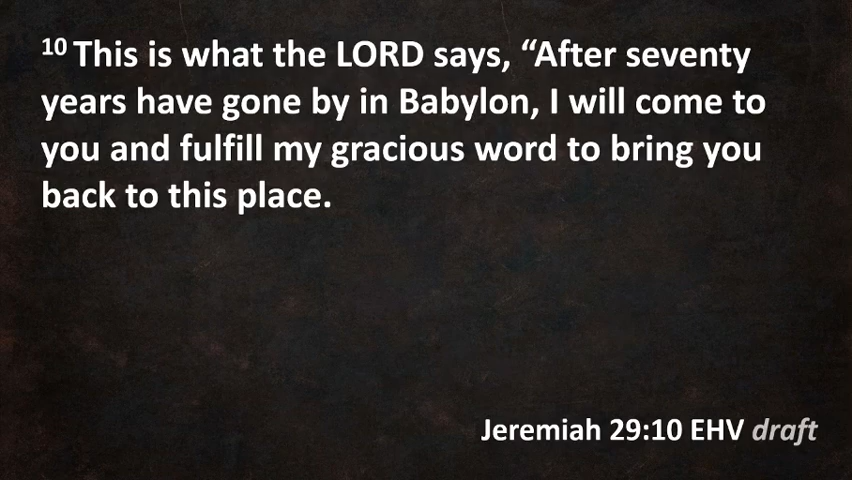 10 This is what the LORD says, “After seventy
years have gone by in Babylon, I will come to
you and fulfill my gracious word to bring you
back to this place.
Jeremiah 29:10 EHV draft